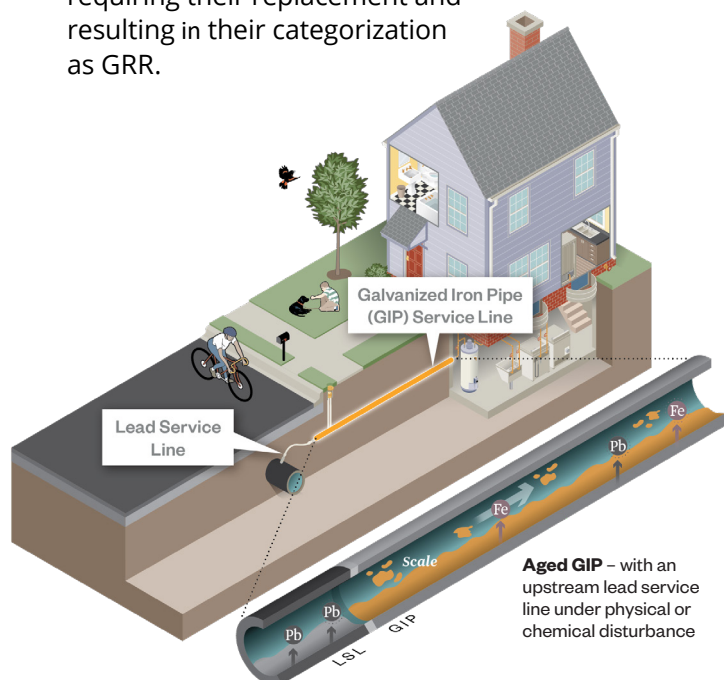 requiring their replacement and
resulting in their categorization
as GRR.
Galvanized Iron Pipe
(GIP) Service Line
Lead Service
Line
Fe
Pb
Fe
Scale
Pb
Pb
LSL
GIP
Aged GIP – with an
upstream lead service
line under physical or
chemical disturbance